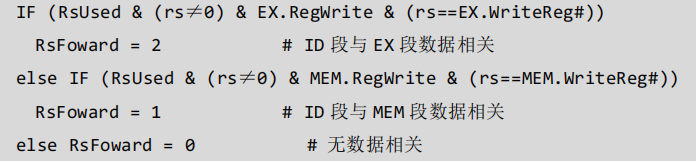 IF (RsUsed & (rs≠0) & EX.RegWrite & (rs==EX.WriteReg#))
RsFoward = 2 # ID 段与 EX 段数据相关
else IF (RsUsed & (rs≠0) & MEM.RegWrite & (rs==MEM.WriteReg#))
RsFoward = 1 # ID 段与 MEM 段数据相关
else RsFoward = 0 # 无数据相关